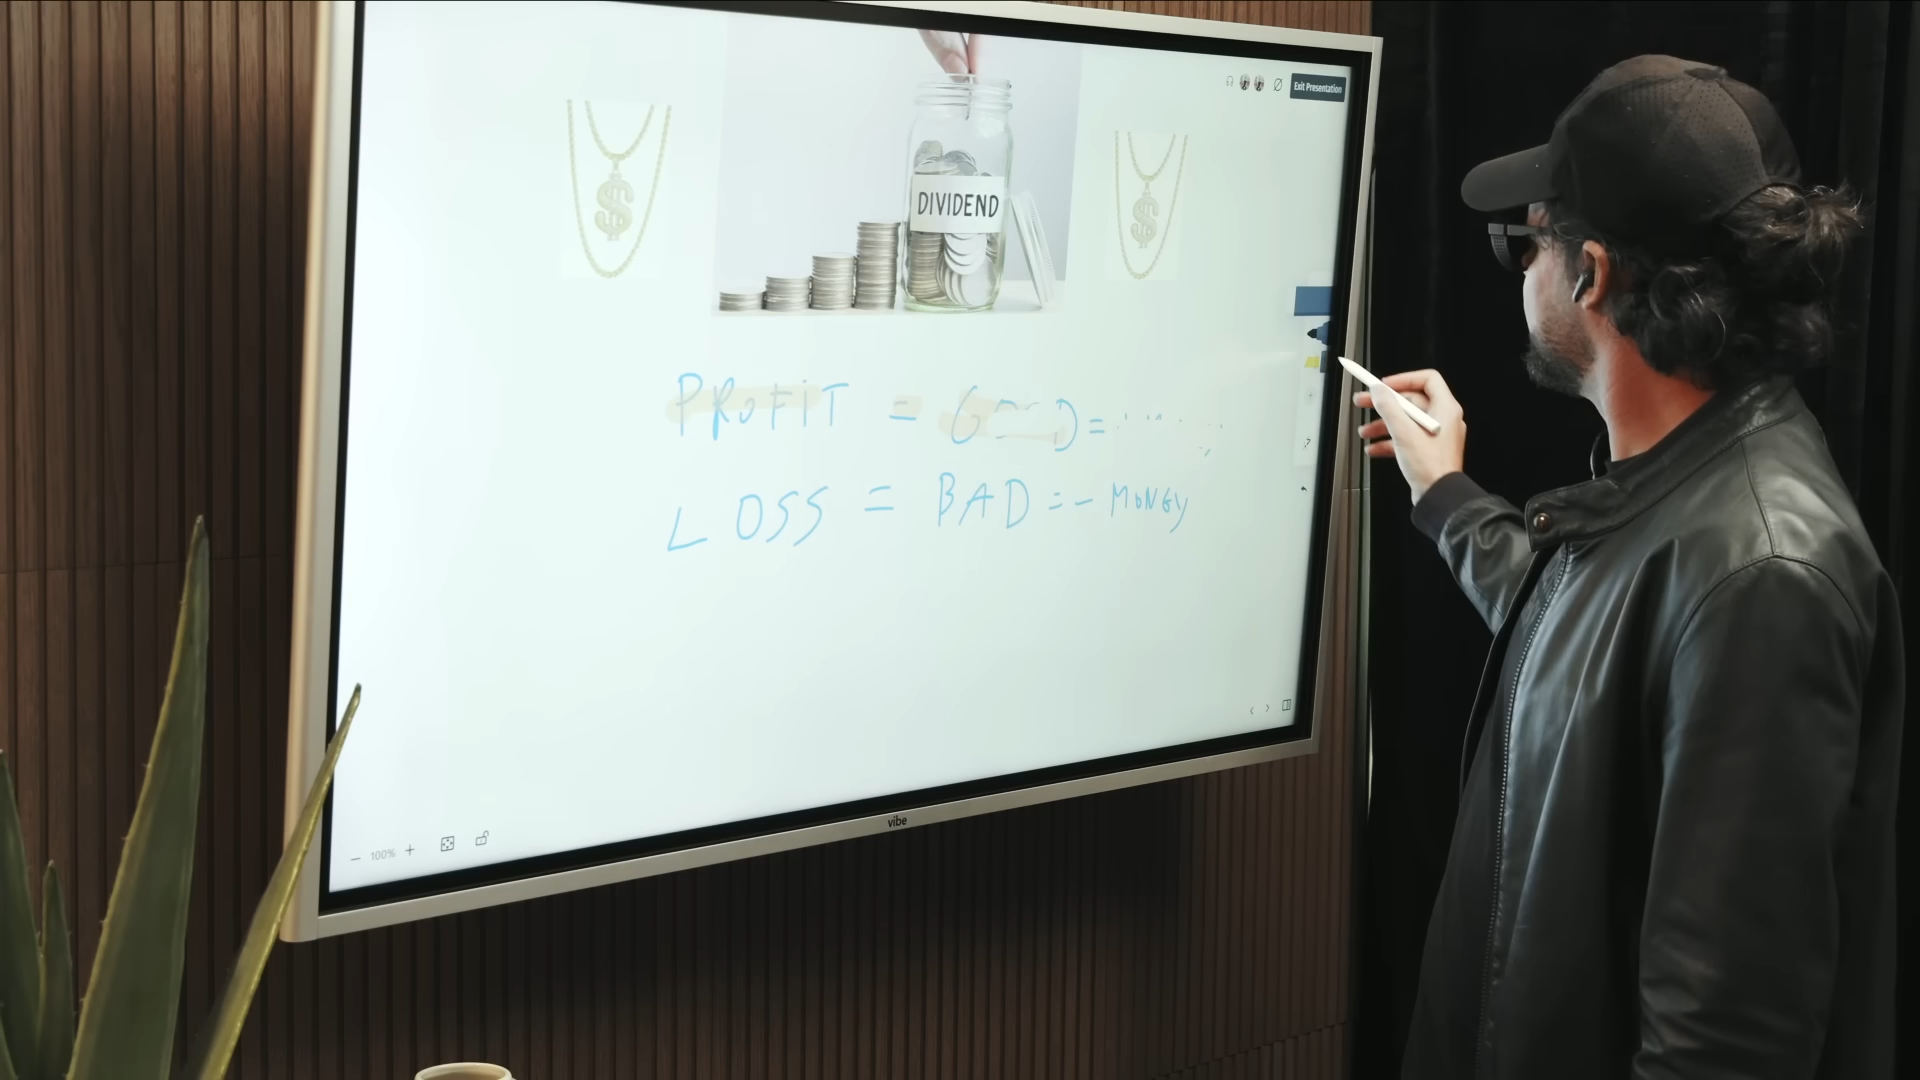 Exit Presentation
DIVIDEND
PROFIT =
LOSS = BAD = - MONEY
100%
vibe